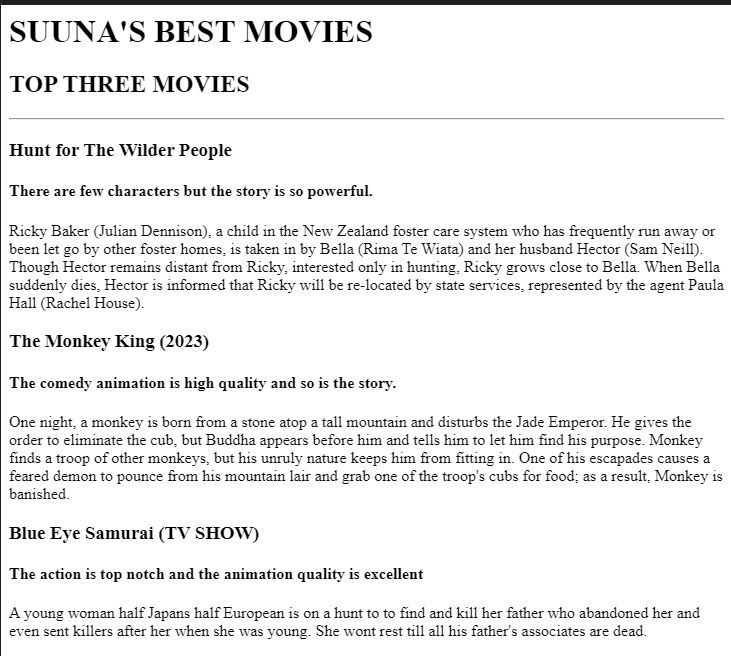 SUUNA'S BEST MOVIES
TOP THREE MOVIES
Hunt for The Wilder People
There are few characters but the story is so powerful.
Ricky Baker (Julian Dennison), a child in the New Zealand foster care system who has frequently run away or
been let go by other foster homes, is taken in by Bella (Rima Te Wiata) and her husband Hector (Sam Neill).
Though Hector remains distant from Ricky, interested only in hunting, Ricky grows close to Bella. When Bella
suddenly dies, Hector is informed that Ricky will be re-located by state services, represented by the agent Paula
Hall (Rachel House).
The Monkey King (2023)
The comedy animation is high quality and so is the story.
One night, a monkey is born from a stone atop a tall mountain and disturbs the Jade Emperor. He gives the
order to eliminate the cub, but Buddha appears before him and tells him to let him find his purpose. Monkey
finds a troop of other monkeys, but his unruly nature keeps him from fitting in. One of his escapades causes a
feared demon to pounce from his mountain lair and grab one of the troop's cubs for food; as a result, Monkey is
banished.
Blue Eye Samurai (TV SHOW)
The action is top notch and the animation quality is excellent
A young woman half Japans half European is on a hunt to to find and kill her father who abandoned her and
even sent killers after her when she was young. She wont rest till all his father's associates are dead.